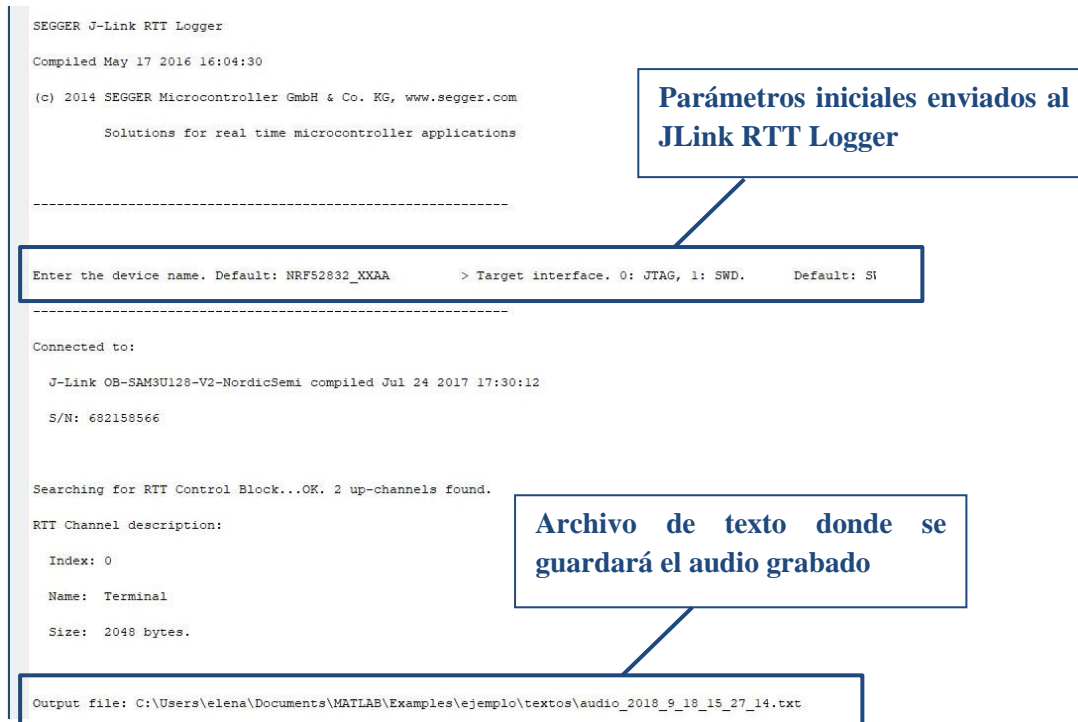 SEGGER J-Link RTT Logger
Compiled May 17 2016 16:04:30
(c) 2014 SEGGER Microcontroller GmbH & Co. KG, www.segger.com
Solutions for real time microcontroller applications
Parámetros iniciales enviados al
JLink RTT Logger
------------------------------------------------------------
Enter the device name. Default: NRF52832_XXAA > Target interface. 0: JTAG, 1: SWD. Default:
------------------------------------------------------------
Connected to:
J-Link OB-SAM3U128-V2-NordicSemi compiled Jul 24 2017 17:30:12
S/N: 682158566
Searching for RTT Control Block...OK. 2 up-channels found.
RTT Channel description:
Index: 0
Name: Terminal
Size: 2048 bytes.
Archivo de texto donde se
guardará el audio grabado
Output file: C:\Users\elena\Documents\MATLAB\Examples\ejemplo\textos\audio_2018_9_18_15_27_14.txt